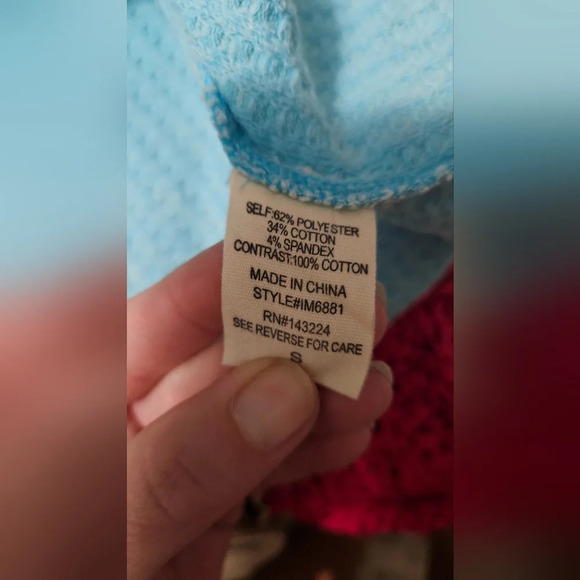 SELF:62% POLYESTER
34% COTTON
4% SPANDEX
CONTRAST:100% COTTON
MADE IN CHINA
STYLE#IM6881
RN#143224
SEE REVERSE FOR CARE
S